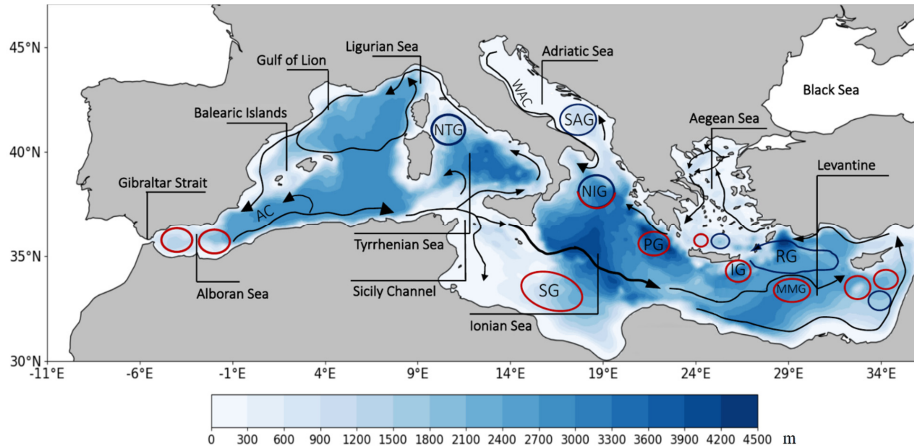 45°N
40°N
35°N
30°N
Ligurian Sea
Adriatic Sea
Gulf of Lion
WAC
Black Sea
Balearic Islands
NTG
SAG
Aegean Sea
Gibraltar Strait
Levantine
NIG
AC
Tyrrhenian Sea
PG
RG
IG
Alboran Sea
Sicily Channel
SG
MMG
Ionian Sea
-11°E -6°E -1°E 4°E 9°E 14°E 19°E 24°E 29°E 34°E
0 300 600 900 1200 1500 1800 2100 2400 2700 3000 3300 3600 3900 4200 4500 m